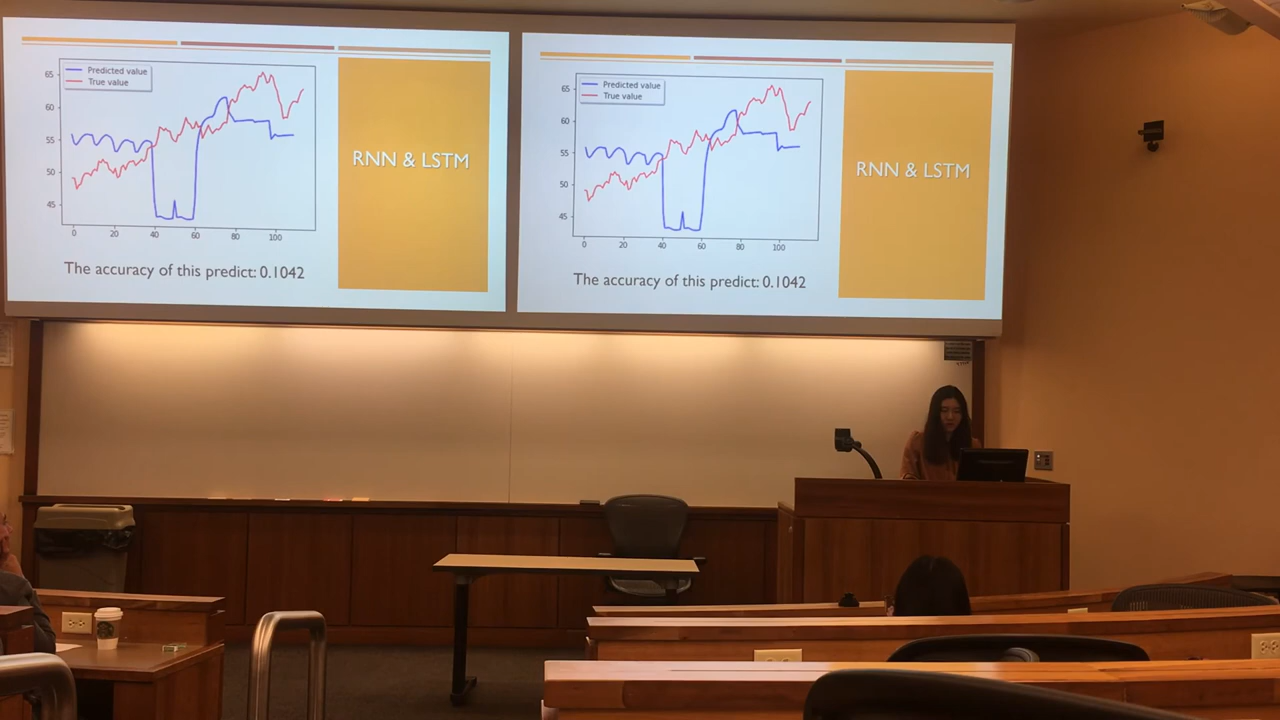 Predicted value
True value
65
60
55
50
45
0 20 40 60 80 100
RNN & LSTM
The accuracy of this predict: 0.1042
Predicted value
True value
65
60
55
50
45
0 20 40 60 80 100
RNN & LSTM
The accuracy of this predict: 0.1042